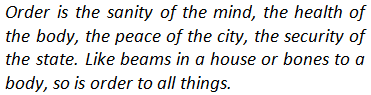 Order is the sanity of the mind, the health of
the body, the peace of the city, the security of
the state. Like beams in a house or bones to a
body, so is order to all things.